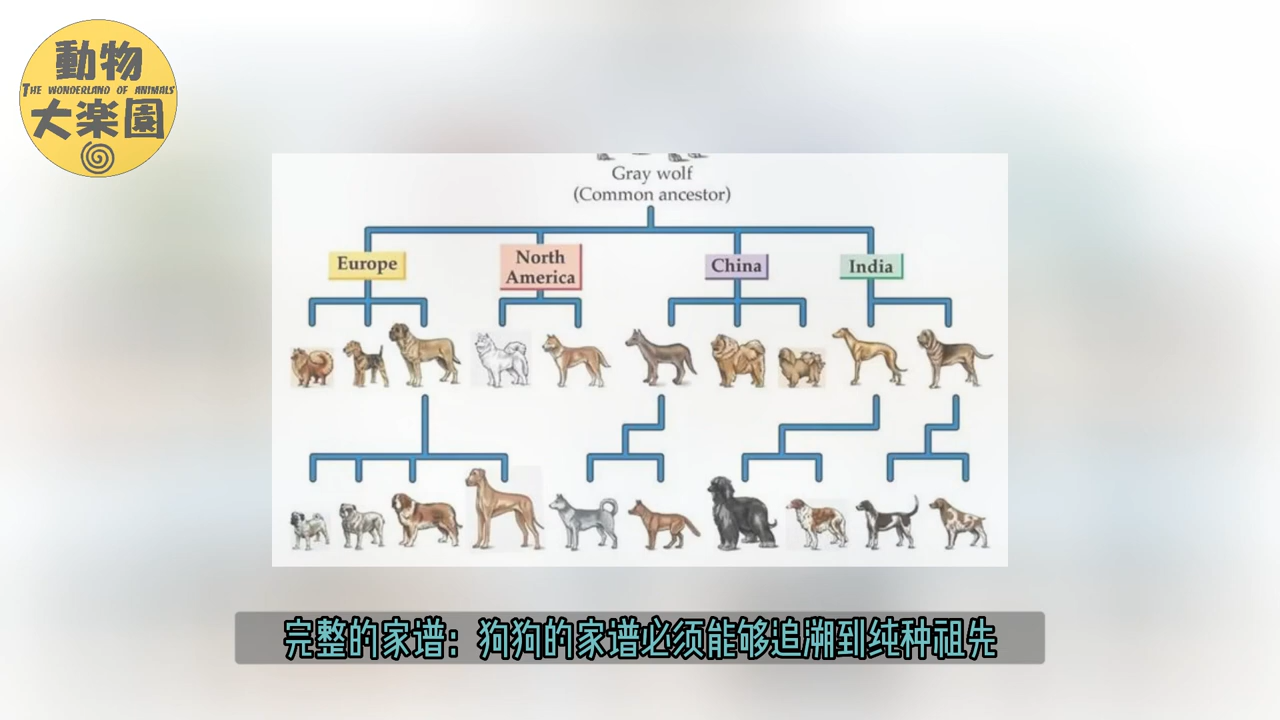 動物
THE WONDERLAND OF ANIMALS
大楽園
Gray wolf
(Common ancestor)
Europe
North
America
China
India
完整的家谱：狗狗的家谱必须能够追溯到纯种祖先